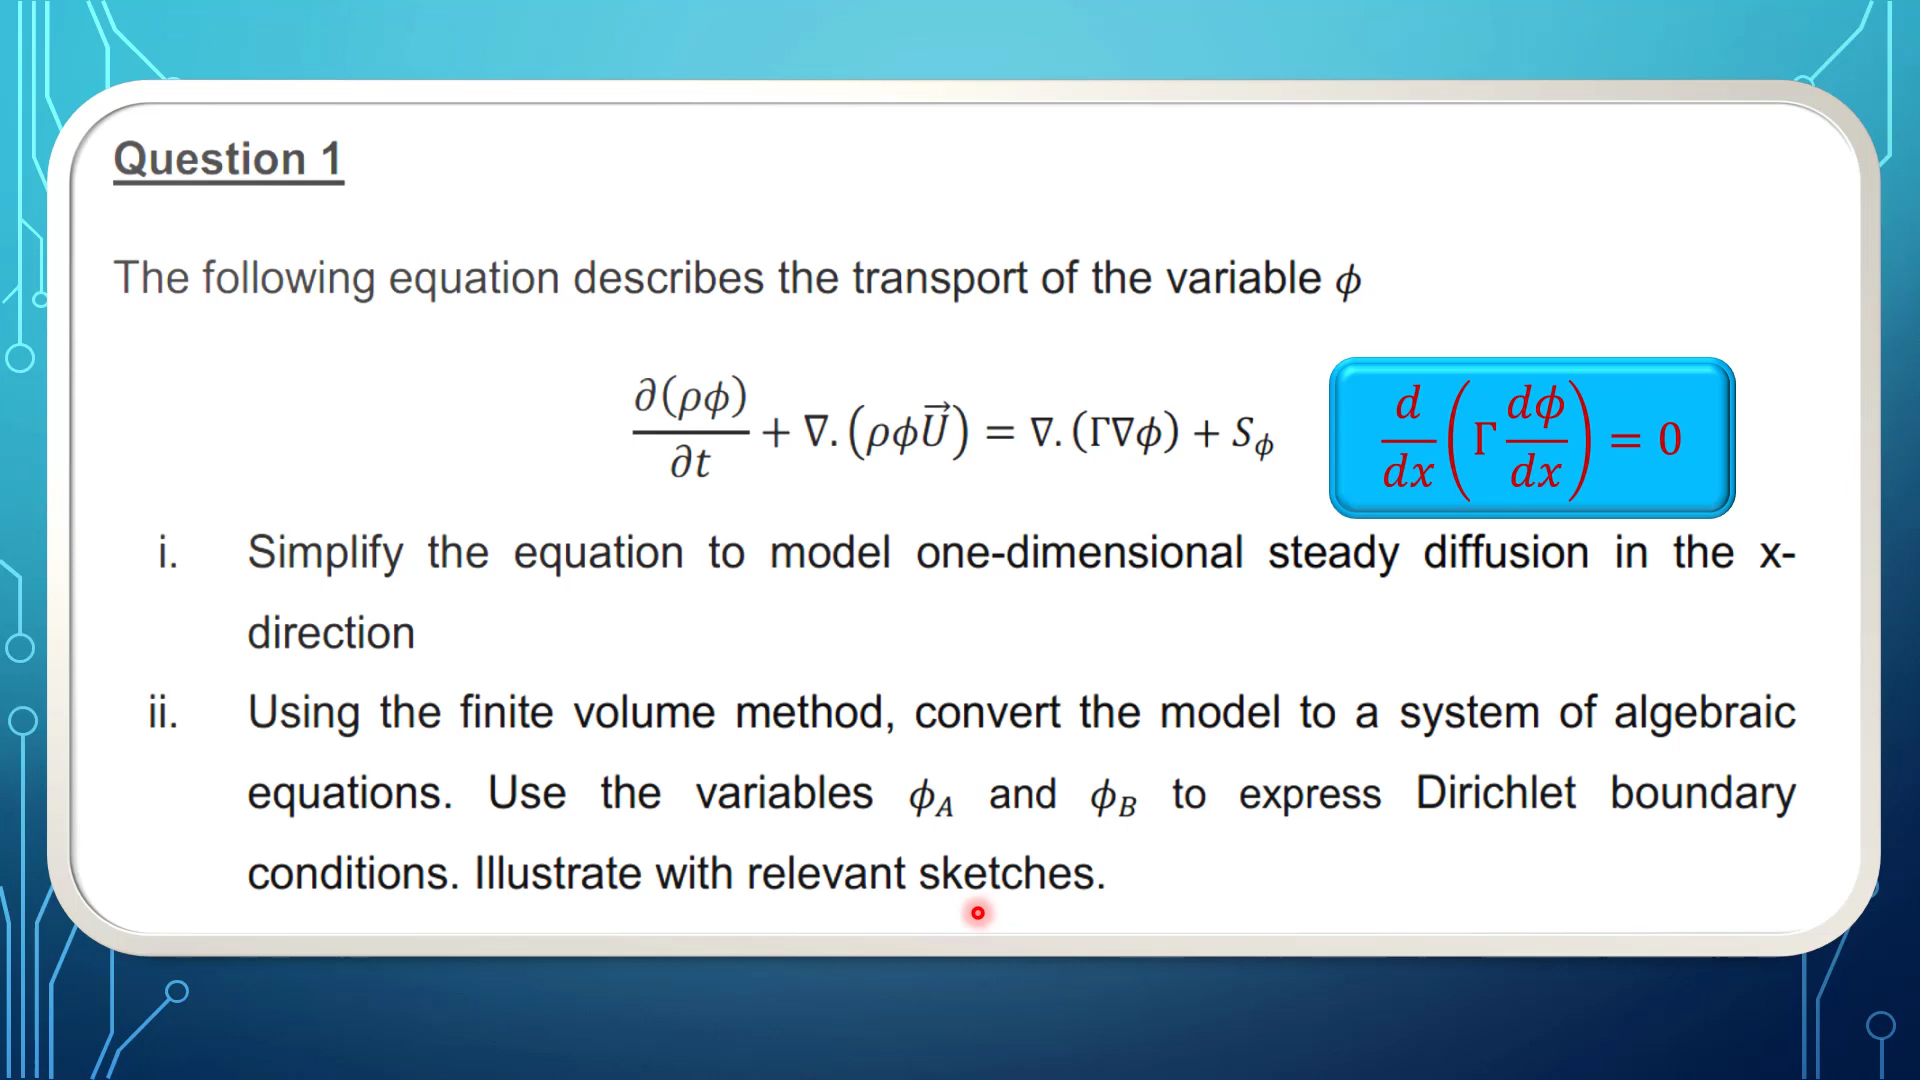 Question 1
The following equation describes the transport of the variable ϕ
∂(ρϕ)/∂t + ∇.(ρϕU⃗) = ∇.(Γ∇ϕ) + S_ϕ
d/dx(Γ dϕ/dx) = 0
i. Simplify the equation to model one-dimensional steady diffusion in the x-
direction
ii. Using the finite volume method, convert the model to a system of algebraic
equations. Use the variables ϕ_A and ϕ_B to express Dirichlet boundary
conditions. Illustrate with relevant sketches.